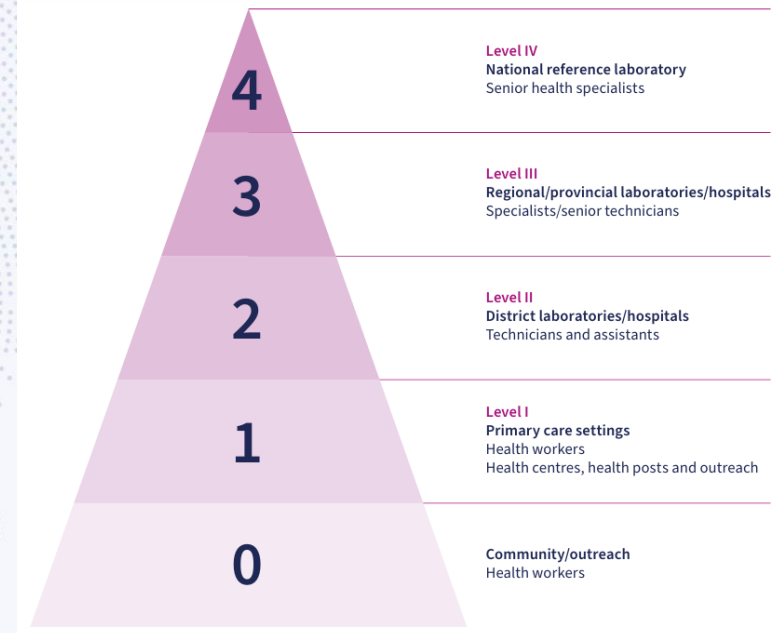 4
Level IV
National reference laboratory
Senior health specialists
3
Level III
Regional/provincial laboratories/hospitals
Specialists/senior technicians
2
Level II
District laboratories/hospitals
Technicians and assistants
1
Level I
Primary care settings
Health workers
Health centres, health posts and outreach
0
Community/outreach
Health workers